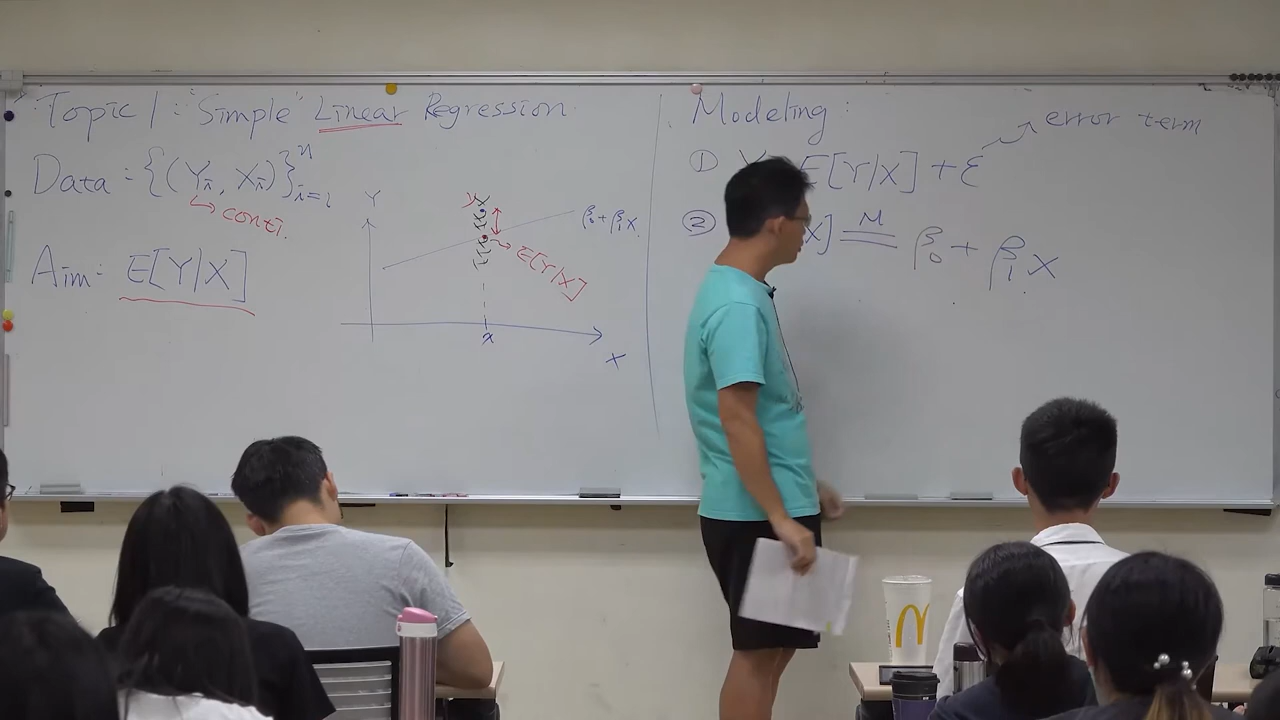 Topic 1: "Simple" Linear Regression
Data: {(Yᵢ, Xᵢ)}ⁿᵢ₌₁
↳ conti.
Aim: E[Y|X]
Y
β₀+β₁X
→ E[Y|X]
x
X
Modeling:
① Y E[Y|X] + ε
error term
② X] =ᴹ β₀ + β₁X